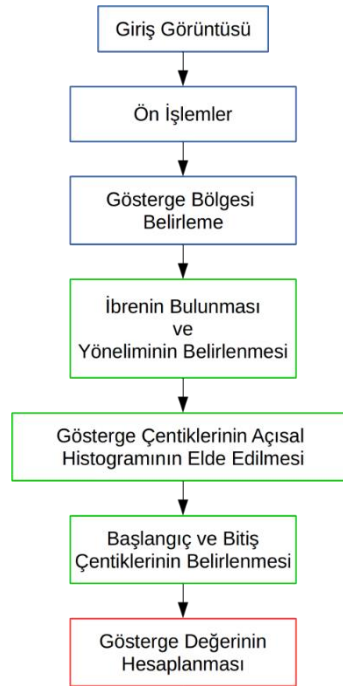 Giriş Görüntüsü
Ön İşlemler
Gösterge Bölgesi
Belirleme
İbrenin Bulunması
ve
Yöneliminin Belirlenmesi
Gösterge Çentiklerinin Açısal
Histogramının Elde Edilmesi
Başlangıç ve Bitiş
Çentiklerinin Belirlenmesi
Gösterge Değerinin
Hesaplanması